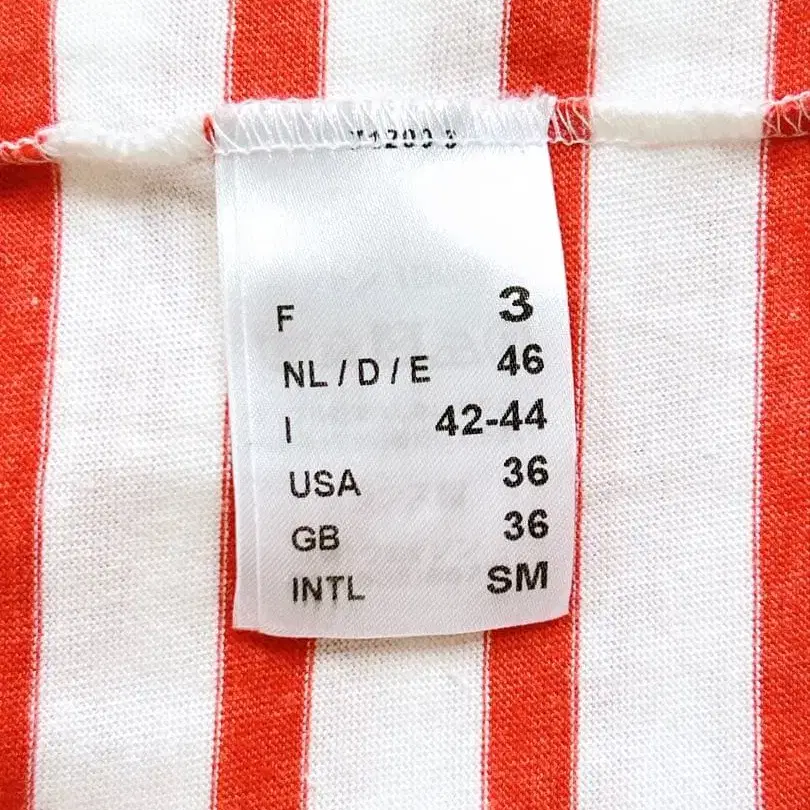 F 3
NL / D / E 46
I 42-44
USA 36
GB 36
INTL SM